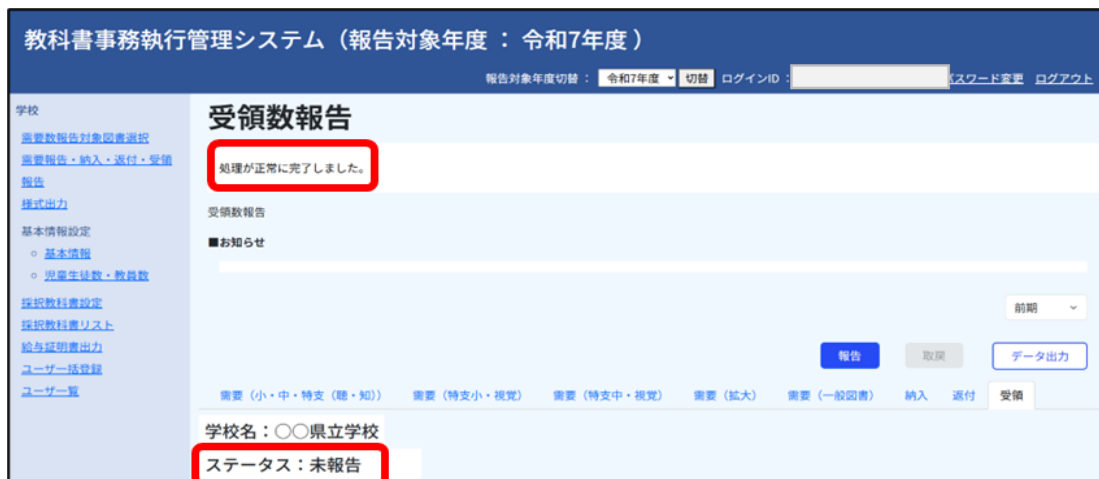 教科書事務執行管理システム（報告対象年度 ： 令和7年度 ）
報告対象年度切替 ： 令和7年度 切替 ログインID ： パスワード変更 ログアウト
学校
需要数報告対象図書選択
需要報告・納入・返付・受領
報告
様式出力
基本情報設定
基本情報
児童生徒数・教員数
採択教科書設定
採択教科書リスト
給与証明書出力
ユーザー括登録
ユーザ一覧
受領数報告
処理が正常に完了しました。
受領数報告
■お知らせ
前期
報告 取戻 データ出力
需要（小・中・特支（聴・知）） 需要（特支小・視覚） 需要（特支中・視覚） 需要（拡大） 需要（一般図書） 納入 返付 受領
学校名：○○県立学校
ステータス：未報告